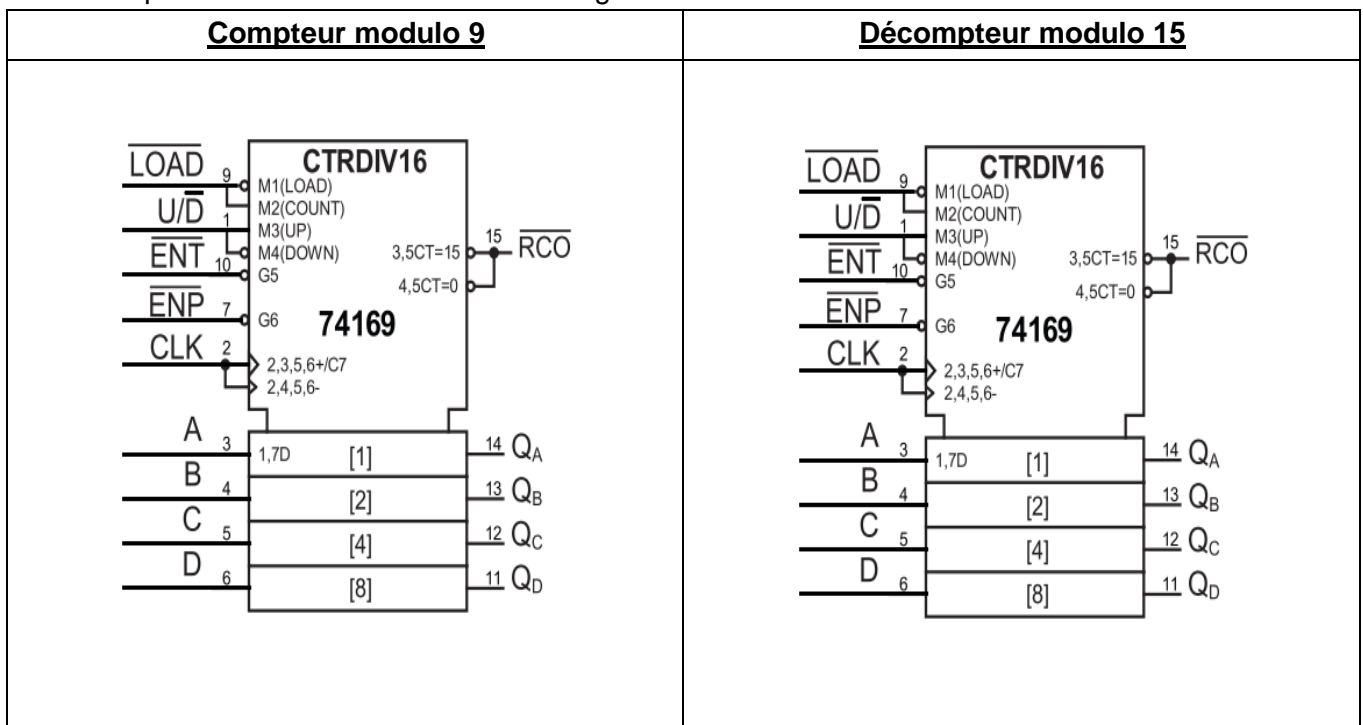 Compteur modulo 9
Décompteur modulo 15
LOAD
U/D
ENT
ENP
CLK
A
B
C
D
9
1
10
7
2
3
4
5
6
CTRDIV16
M1(LOAD)
M2(COUNT)
M3(UP)
M4(DOWN)
G5
G6
3,5CT=15
4,5CT=0
74169
2,3,5,6+/C7
2,4,5,6-
1,7D
[1]
[2]
[4]
[8]
15 RCO
14 QA
13 QB
12 QC
11 QD
LOAD
U/D
ENT
ENP
CLK
A
B
C
D
9
1
10
7
2
3
4
5
6
CTRDIV16
M1(LOAD)
M2(COUNT)
M3(UP)
M4(DOWN)
G5
G6
3,5CT=15
4,5CT=0
74169
2,3,5,6+/C7
2,4,5,6-
1,7D
[1]
[2]
[4]
[8]
15 RCO
14 QA
13 QB
12 QC
11 QD